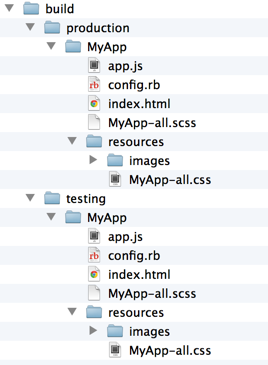 build
production
MyApp
app.js
rb config.rb
index.html
MyApp-all.scss
resources
images
MyApp-all.css
testing
MyApp
app.js
rb config.rb
index.html
MyApp-all.scss
resources
images
MyApp-all.css